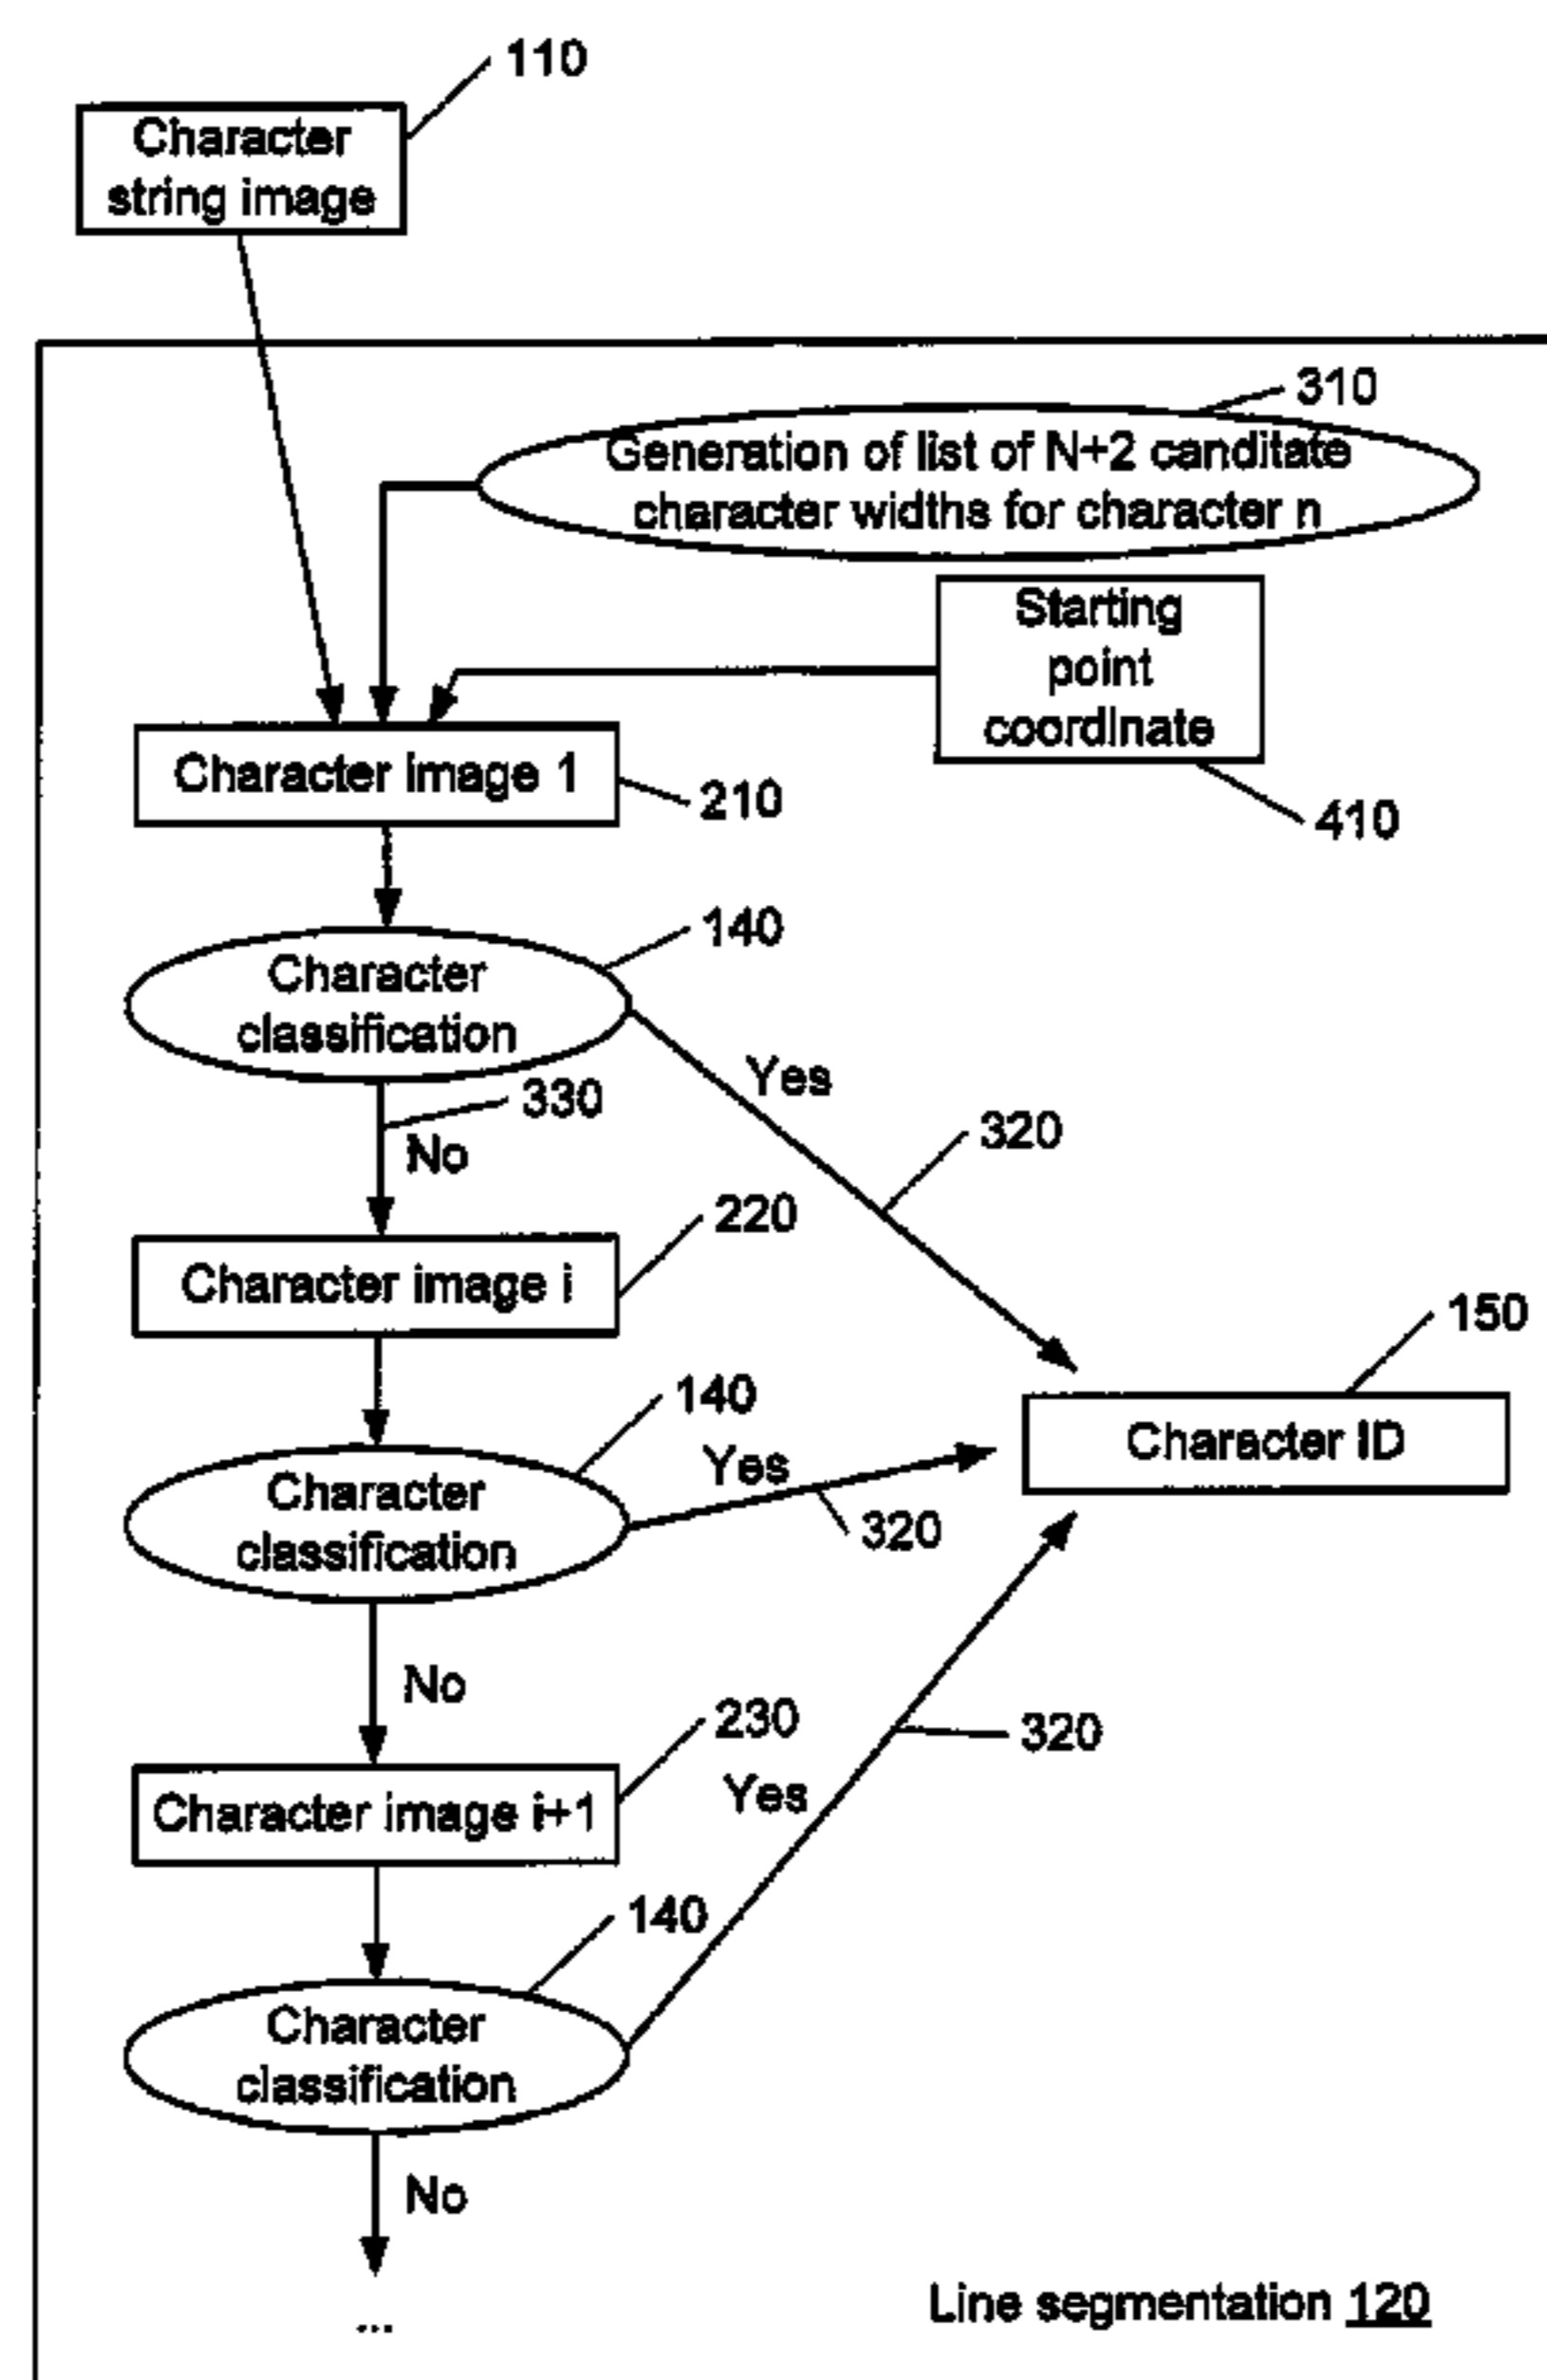 110
Character
string image
310
Generation of list of N+2 canditate
character widths for character n
Starting
point
coordinate
Character image 1
210
410
140
Character
classification
Yes
330
320
No
220
Character image i
150
140
Character ID
Yes
Character
classification
320
No
230
320
Yes
Character image i+1
140
Character
classification
No
Line segmentation 120
...